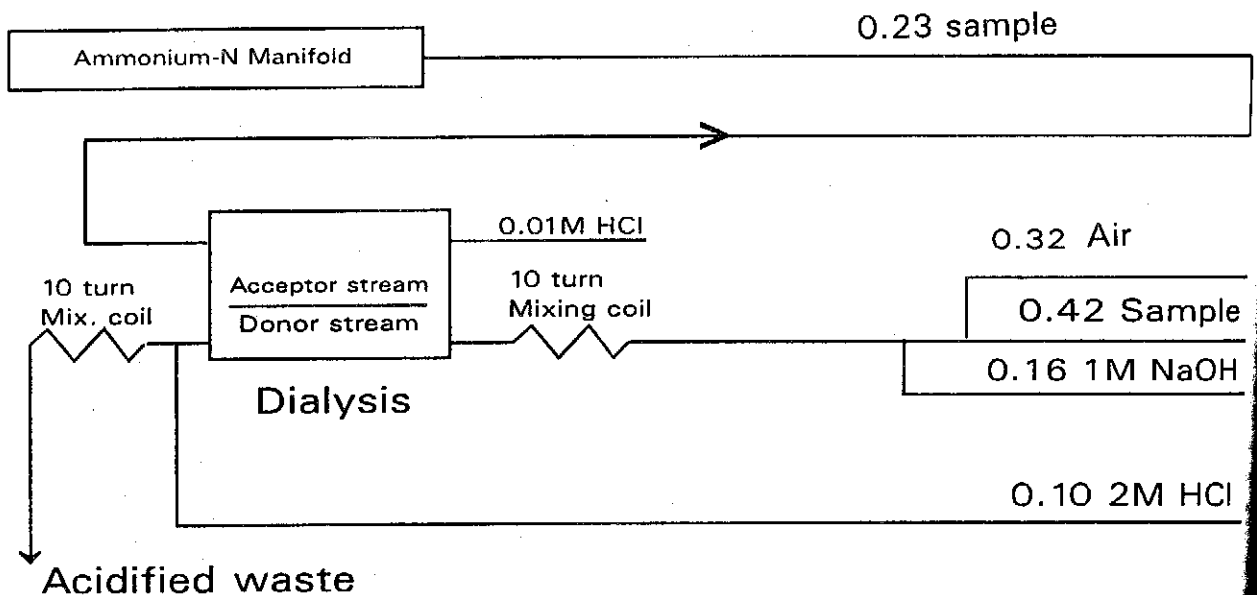 0.23 sample
Ammonium-N Manifold
0.01M HCl
0.32 Air
10 turn
Mix. coil
Acceptor stream
Donor stream
10 turn
Mixing coil
0.42 Sample
0.16 1M NaOH
Dialysis
0.10 2M HCl
Acidified waste